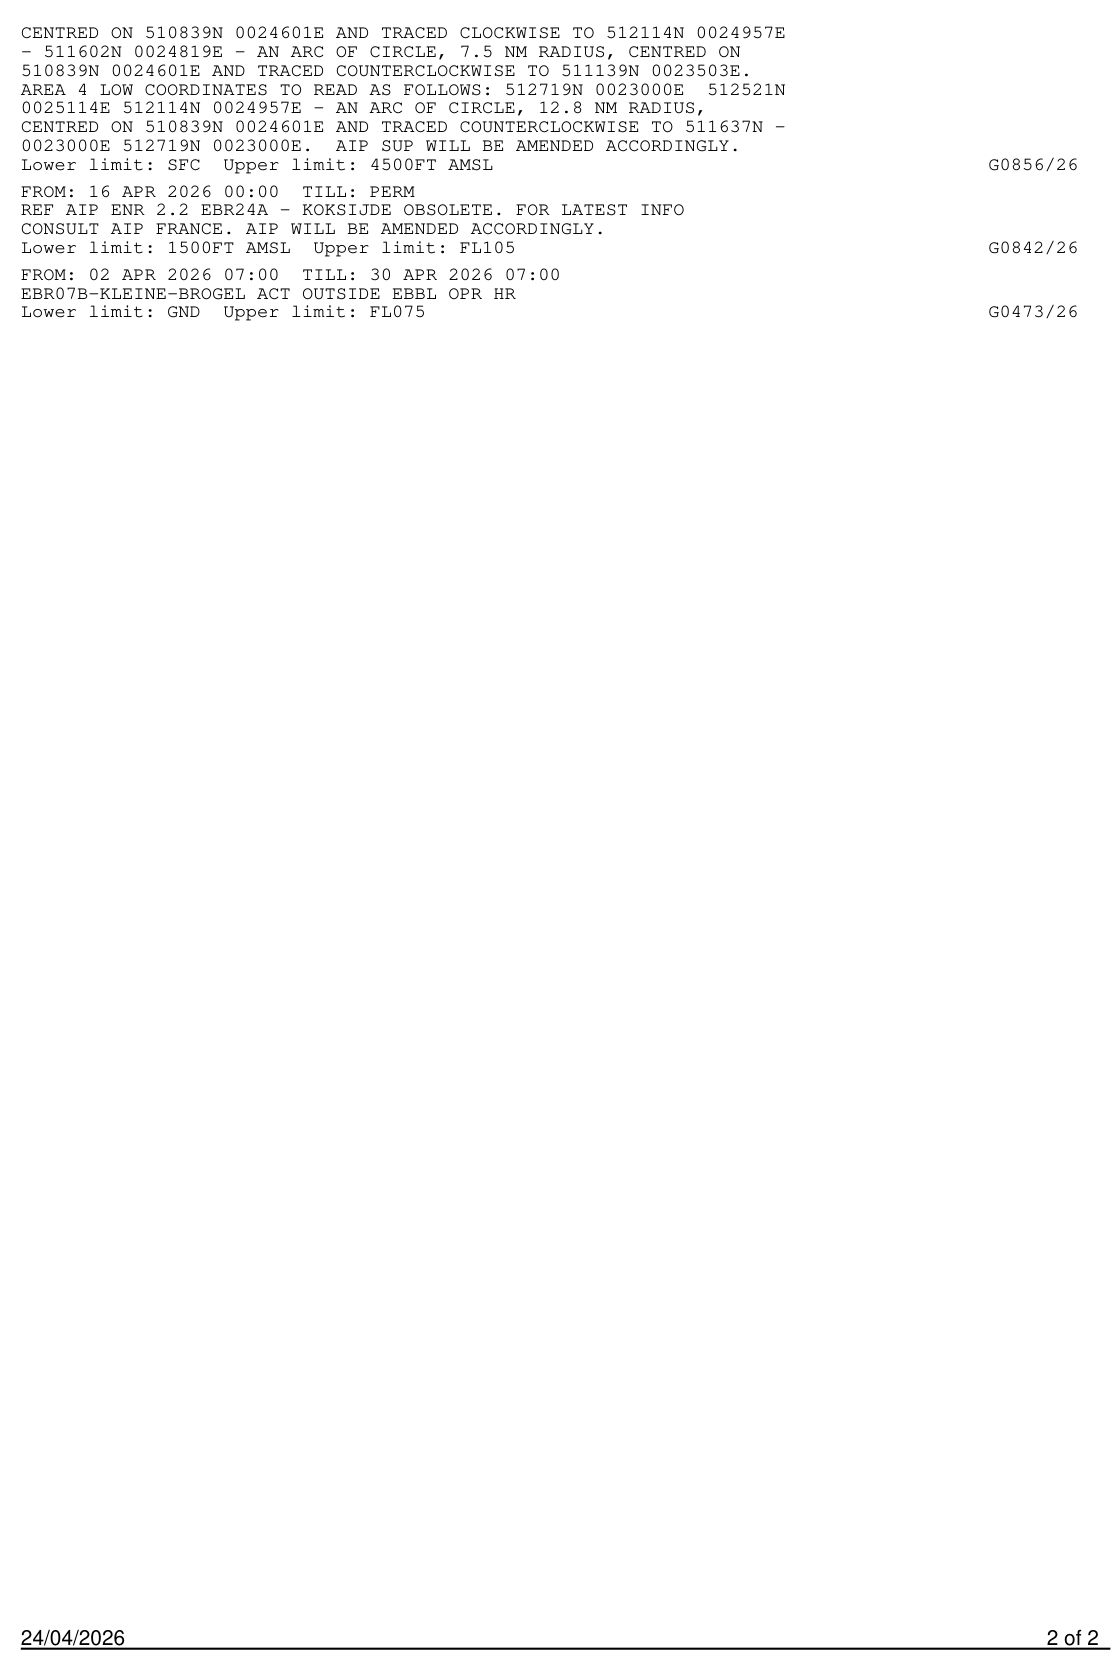 CENTRED ON 510839N 0024601E AND TRACED CLOCKWISE TO 512114N 0024957E
- 511602N 0024819E - AN ARC OF CIRCLE, 7.5 NM RADIUS, CENTRED ON
510839N 0024601E AND TRACED COUNTERCLOCKWISE TO 511139N 0023503E.
AREA 4 LOW COORDINATES TO READ AS FOLLOWS: 512719N 0023000E  512521N
0025114E 512114N 0024957E - AN ARC OF CIRCLE, 12.8 NM RADIUS,
CENTRED ON 510839N 0024601E AND TRACED COUNTERCLOCKWISE TO 511637N -
0023000E 512719N 0023000E.  AIP SUP WILL BE AMENDED ACCORDINGLY.
Lower limit: SFC  Upper limit: 4500FT AMSL G0856/26
FROM: 16 APR 2026 00:00  TILL: PERM
REF AIP ENR 2.2 EBR24A - KOKSIJDE OBSOLETE. FOR LATEST INFO
CONSULT AIP FRANCE. AIP WILL BE AMENDED ACCORDINGLY.
Lower limit: 1500FT AMSL  Upper limit: FL105 G0842/26
FROM: 02 APR 2026 07:00  TILL: 30 APR 2026 07:00
EBR07B-KLEINE-BROGEL ACT OUTSIDE EBBL OPR HR
Lower limit: GND  Upper limit: FL075 G0473/26
24/04/2026 2 of 2